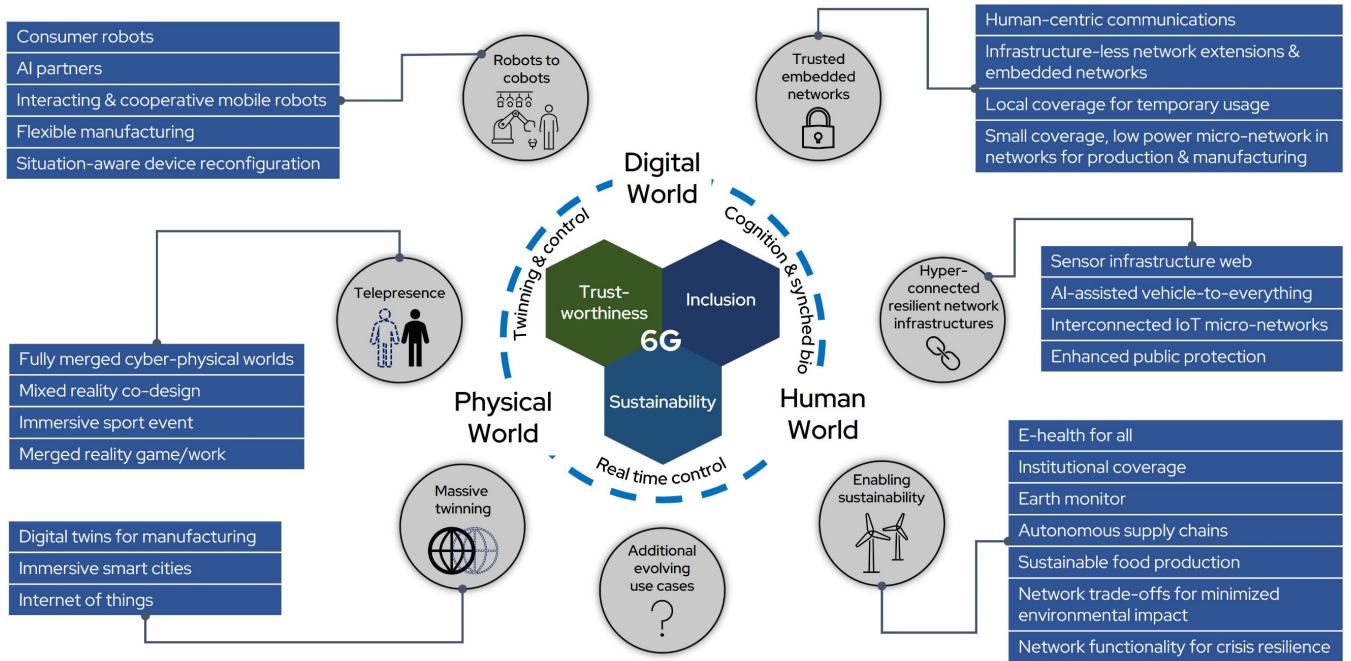 Consumer robots
AI partners
Interacting & cooperative mobile robots
Flexible manufacturing
Situation-aware device reconfiguration
Robots to
cobots
Trusted
embedded
networks
Human-centric communications
Infrastructure-less network extensions &
embedded networks
Local coverage for temporary usage
Small coverage, low power micro-network in
networks for production & manufacturing
Digital
World
Twinning & control
Cognition & synched bio
Trust-
worthiness
Inclusion
6G
Sustainability
Physical
World
Human
World
Real time control
Telepresence
Fully merged cyber-physical worlds
Mixed reality co-design
Immersive sport event
Merged reality game/work
Hyper-
connected
resilient network
infrastructures
Sensor infrastructure web
AI-assisted vehicle-to-everything
Interconnected IoT micro-networks
Enhanced public protection
Massive
twinning
Digital twins for manufacturing
Immersive smart cities
Internet of things
Additional
evolving
use cases
?
Enabling
sustainability
E-health for all
Institutional coverage
Earth monitor
Autonomous supply chains
Sustainable food production
Network trade-offs for minimized
environmental impact
Network functionality for crisis resilience